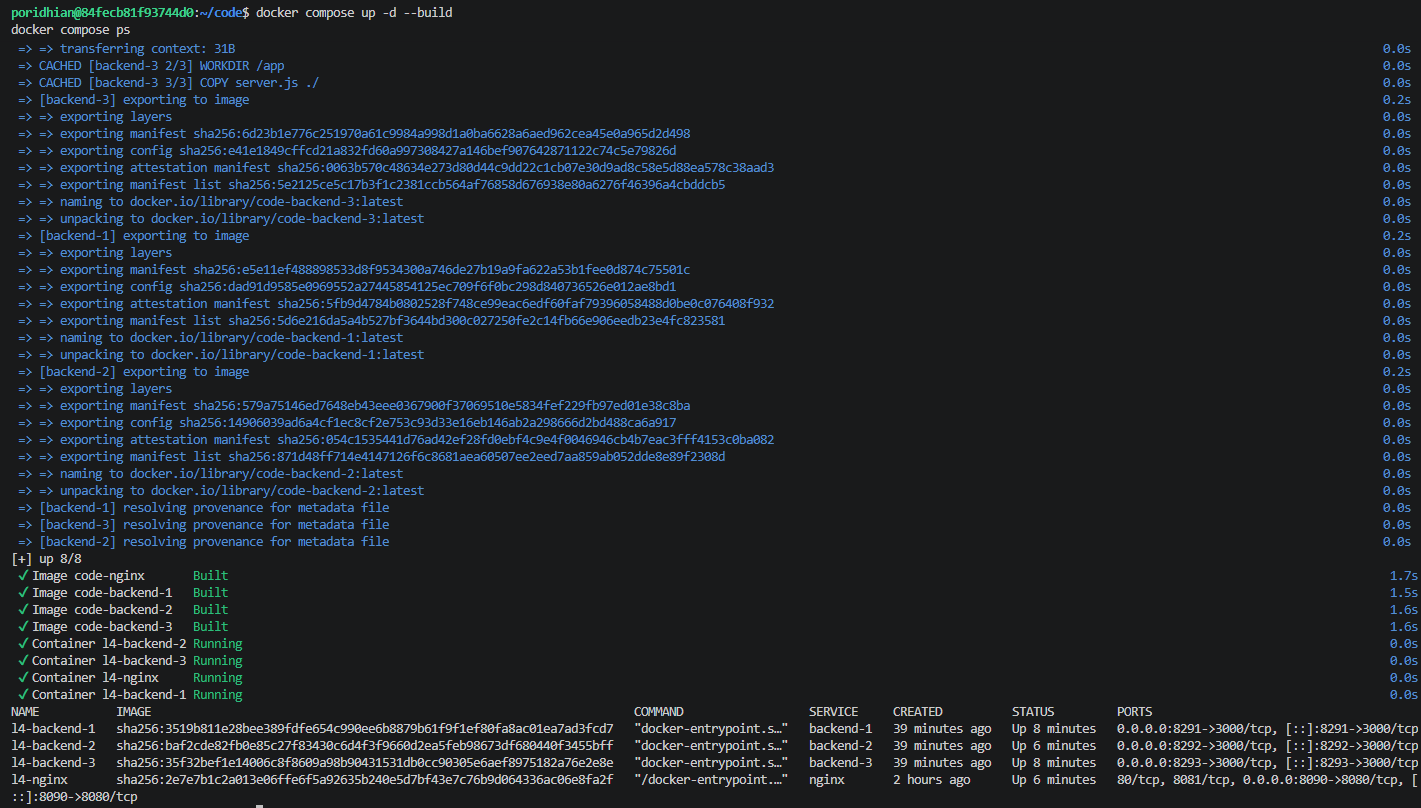 poridhian@84fecb81f93744d0:~/code$ docker compose up -d --build
docker compose ps
=> => transferring context: 31B 0.0s
=> CACHED [backend-3 2/3] WORKDIR /app 0.0s
=> CACHED [backend-3 3/3] COPY server.js ./ 0.0s
=> [backend-3] exporting to image 0.2s
=> => exporting layers 0.0s
=> => exporting manifest sha256:6d23b1e776c251970a61c9984a998d1a0ba6628a6aed962cea45e0a965d2d498 0.0s
=> => exporting config sha256:e41e1849cffcd21a832fd60a997308427a146bef907642871122c74c5e79826d 0.0s
=> => exporting attestation manifest sha256:0063b570c48634e273d80d44c9dd22c1cb07e30d9ad8c58e5d88ea578c38aad3 0.0s
=> => exporting manifest list sha256:5e2125ce5c17b3f1c2381ccb564af76858d676938e80a6276f46396a4cbddcb5 0.0s
=> => naming to docker.io/library/code-backend-3:latest 0.0s
=> => unpacking to docker.io/library/code-backend-3:latest 0.0s
=> [backend-1] exporting to image 0.2s
=> => exporting layers 0.0s
=> => exporting manifest sha256:e5e11ef488898533d8f9534300a746de27b19a9fa622a53b1fee0d874c75501c 0.0s
=> => exporting config sha256:dad91d9585e0969552a27445854125ec709f6f0bc298d840736526e012ae8bd1 0.0s
=> => exporting attestation manifest sha256:5fb9d4784b0802528f748ce99eac6edf60faf79396058488d0be0c076408f932 0.0s
=> => exporting manifest list sha256:5d6e216da5a4b527bf3644bd300c027250fe2c14fb66e906eedb23e4fc823581 0.0s
=> => naming to docker.io/library/code-backend-1:latest 0.0s
=> => unpacking to docker.io/library/code-backend-1:latest 0.0s
=> [backend-2] exporting to image 0.2s
=> => exporting layers 0.0s
=> => exporting manifest sha256:579a75146ed7648eb43eee0367900f37069510e5834fef229fb97ed01e38c8ba 0.0s
=> => exporting config sha256:14906039ad6a4cf1ec8cf2e753c93d33e16eb146ab2a298666d2bd488ca6a917 0.0s
=> => exporting attestation manifest sha256:054c1535441d76ad42ef28fd0ebf4c9e4f0046946cb4b7eac3fff4153c0ba082 0.0s
=> => exporting manifest list sha256:871d48ff714e4147126f6c8681aea60507ee2eed7aa859ab052dde8e89f2308d 0.0s
=> => naming to docker.io/library/code-backend-2:latest 0.0s
=> => unpacking to docker.io/library/code-backend-2:latest 0.0s
=> [backend-1] resolving provenance for metadata file 0.0s
=> [backend-3] resolving provenance for metadata file 0.0s
=> [backend-2] resolving provenance for metadata file 0.0s
[+] up 8/8
✓ Image code-nginx Built 1.7s
✓ Image code-backend-1 Built 1.5s
✓ Image code-backend-2 Built 1.6s
✓ Image code-backend-3 Built 1.6s
✓ Container l4-backend-2 Running 0.0s
✓ Container l4-backend-3 Running 0.0s
✓ Container l4-nginx Running 0.0s
✓ Container l4-backend-1 Running 0.0s
NAME IMAGE COMMAND SERVICE CREATED STATUS PORTS
l4-backend-1 sha256:3519b811e28bee389fdfe654c990ee6b8879b61f9f1ef80fa8ac01ea7ad3fcd7 "docker-entrypoint.s…" backend-1 39 minutes ago Up 8 minutes 0.0.0.0:8291->3000/tcp, [::]:8291->3000/tcp
l4-backend-2 sha256:baf2cde82fb0e85c27f83430c6d4f3f9660d2ea5feb98673df680440f3455bff "docker-entrypoint.s…" backend-2 39 minutes ago Up 6 minutes 0.0.0.0:8292->3000/tcp, [::]:8292->3000/tcp
l4-backend-3 sha256:35f32bef1e14006c8f8609a98b90431531db0cc90305e6aef8975182a76e2e8e "docker-entrypoint.s…" backend-3 39 minutes ago Up 8 minutes 0.0.0.0:8293->3000/tcp, [::]:8293->3000/tcp
l4-nginx sha256:2e7e7b1c2a013e06ffe6f5a92635b240e5d7bf43e7c76b9d064336ac06e8fa2f "/docker-entrypoint.…" nginx 2 hours ago Up 6 minutes 80/tcp, 8081/tcp, 0.0.0.0:8090->8080/tcp, [
::]:8090->8080/tcp